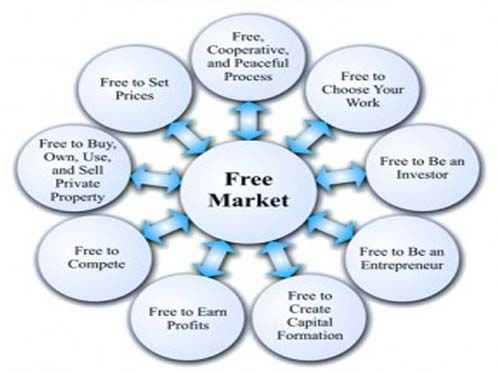 Free,
Cooperative,
and Peaceful
Process
Free to
Choose Your
Work
Free to Be an
Investor
Free to Be an
Entrepreneur
Free to
Create
Capital
Formation
Free to Earn
Profits
Free to
Compete
Free to Buy,
Own, Use,
and Sell
Private
Property
Free to Set
Prices
Free
Market